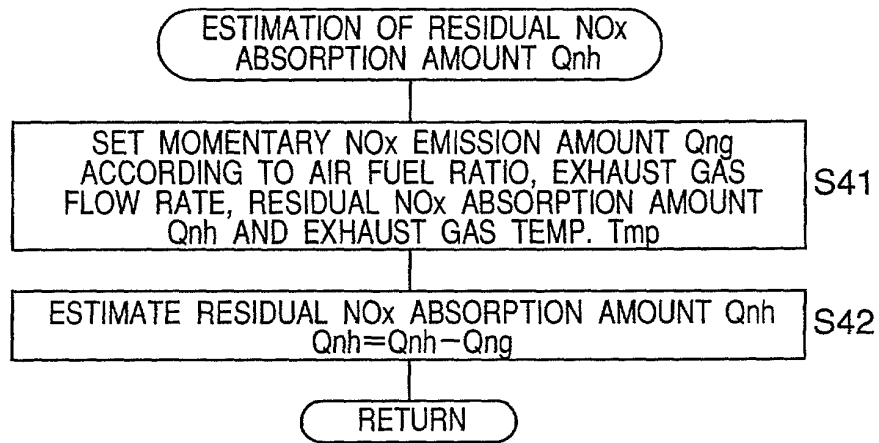 ESTIMATION OF RESIDUAL NOx
ABSORPTION AMOUNT Qnh
SET MOMENTARY NOx EMISSION AMOUNT Qng
ACCORDING TO AIR FUEL RATIO, EXHAUST GAS
FLOW RATE, RESIDUAL NOx ABSORPTION AMOUNT
Qnh AND EXHAUST GAS TEMP. Tmp
S41
ESTIMATE RESIDUAL NOx ABSORPTION AMOUNT Qnh
Qnh=Qnh-Qng
S42
RETURN